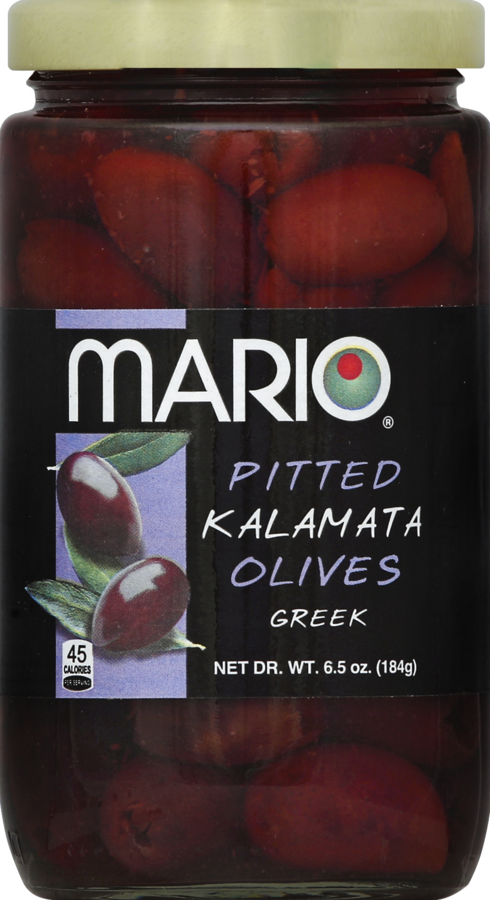 MARIO®
PITTED
KALAMATA
OLIVES
GREEK
45
CALORIES
PER SERVING
NET DR. WT. 6.5 oz. (184g)